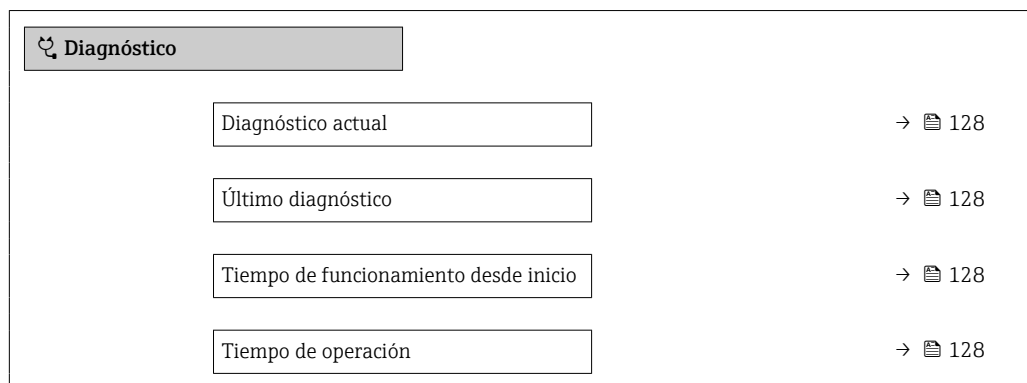 Diagnóstico
Diagnóstico actual → 128
Último diagnóstico → 128
Tiempo de funcionamiento desde inicio → 128
Tiempo de operación → 128